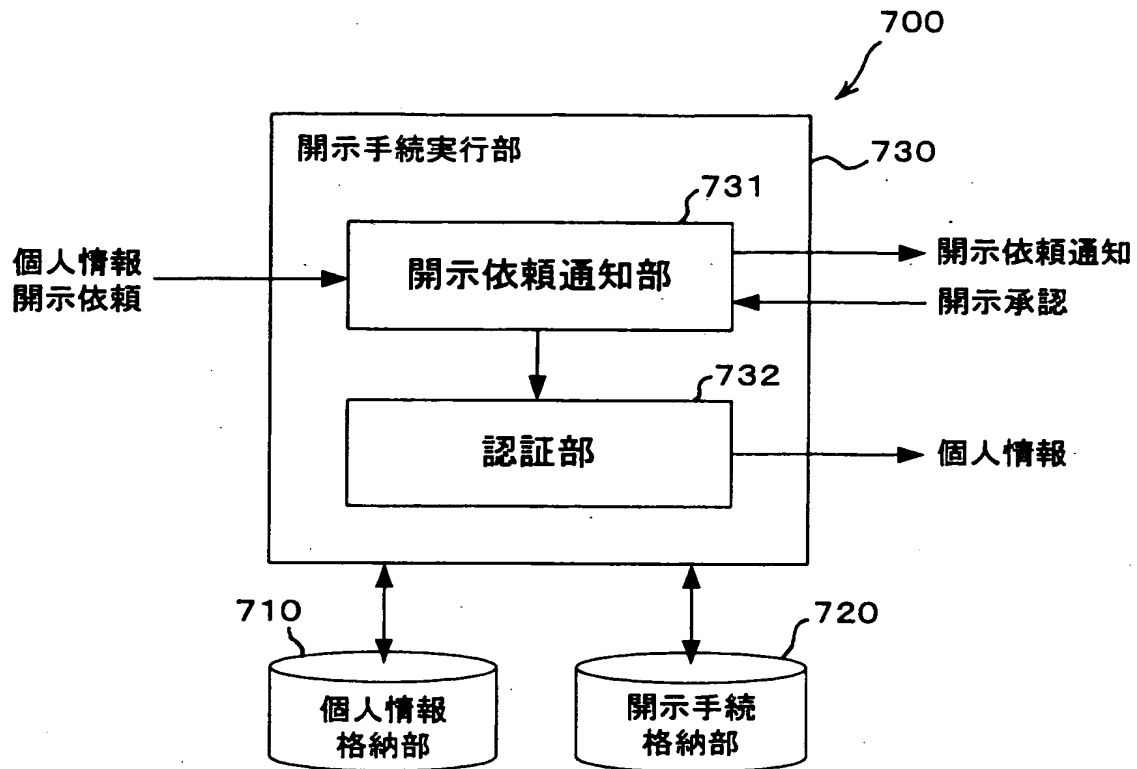 700
開示手続実行部
730
731
個人情報
開示依頼
開示依頼通知部
開示依頼通知
開示承認
732
認証部
個人情報
710
720
個人情報
格納部
開示手続
格納部